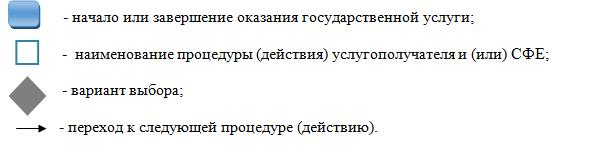 - начало или завершение оказания государственной услуги;
- наименование процедуры (действия) услугополучателя и (или) СФЕ;
- вариант выбора;
- переход к следующей процедуре (действию).